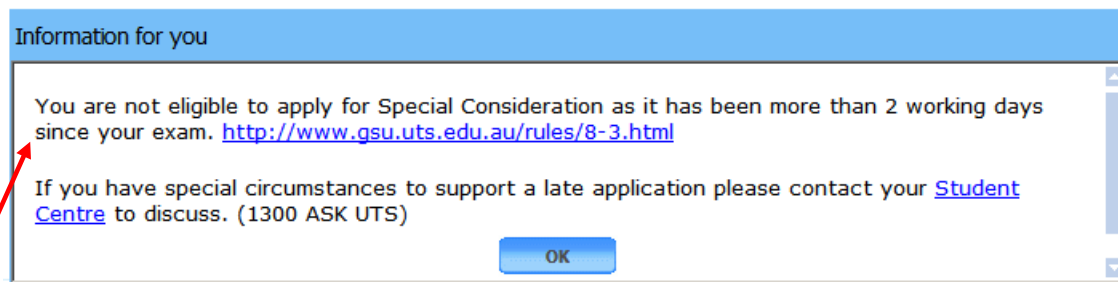 Information for you
You are not eligible to apply for Special Consideration as it has been more than 2 working days
since your exam. http://www.gsu.uts.edu.au/rules/8-3.html
If you have special circumstances to support a late application please contact your Student
Centre to discuss. (1300 ASK UTS)
OK